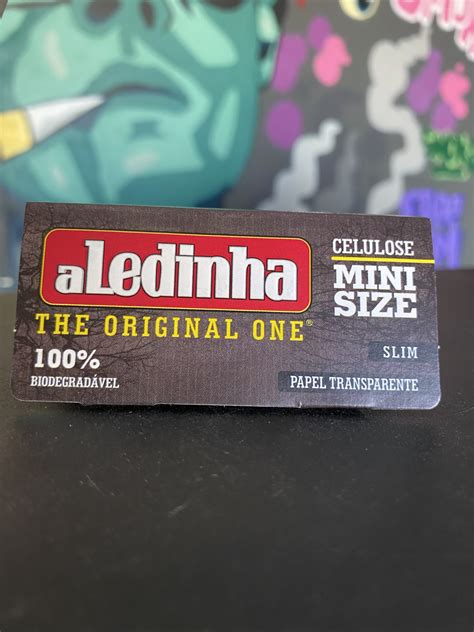 aLedinha
THE ORIGINAL ONE®
100%
BIODEGRADÁVEL
CELULOSE
MINI
SIZE
SLIM
PAPEL TRANSPARENTE